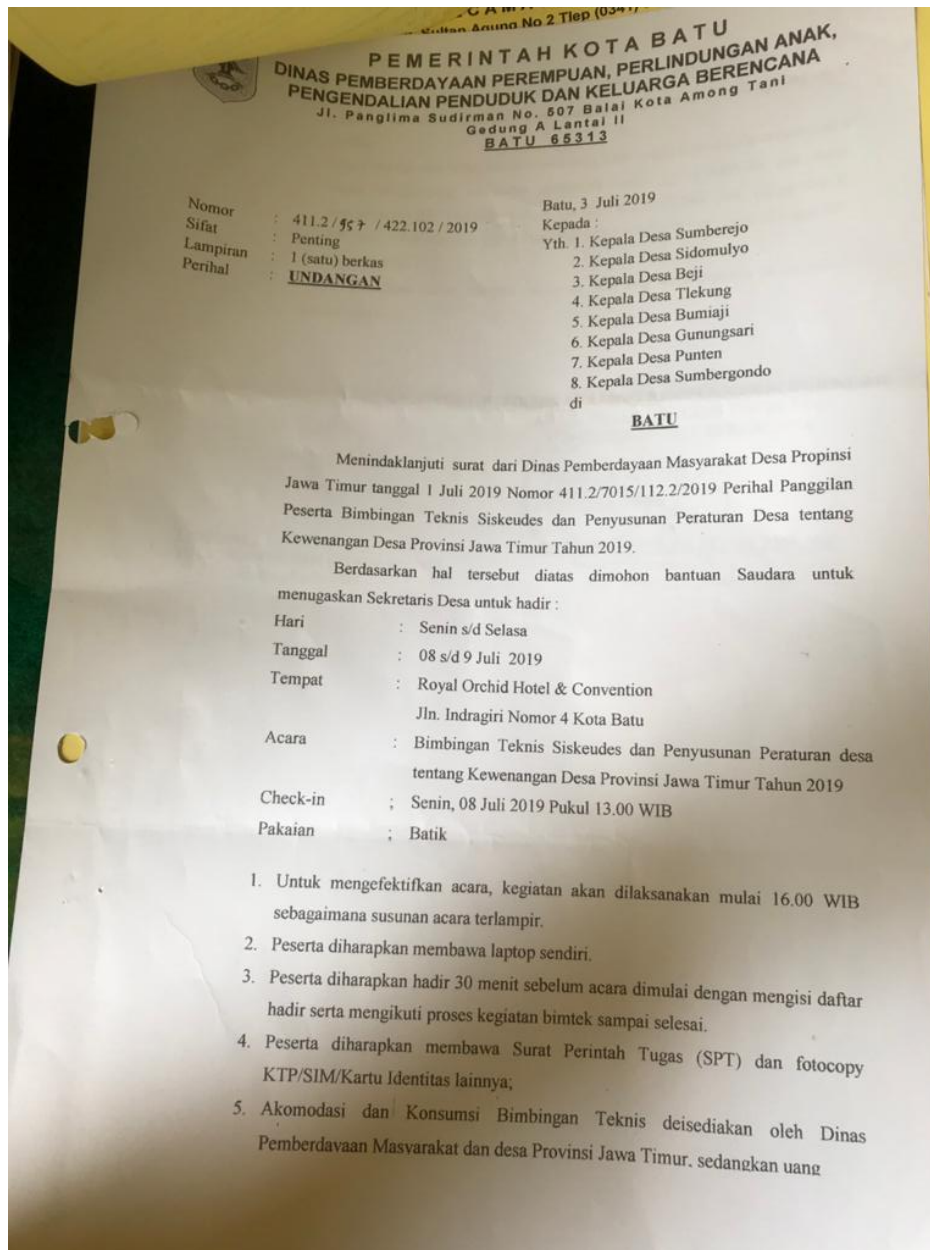 Sultan Agung No 2 Tlep (0341)
PEMERINTAH KOTA BATU
DINAS PEMBERDAYAAN PEREMPUAN, PERLINDUNGAN ANAK,
PENGENDALIAN PENDUDUK DAN KELUARGA BERENCANA
Jl. Panglima Sudirman No. 507 Balai Kota Among Tani
Gedung A Lantai II
BATU 65313
Batu, 3 Juli 2019
Nomor : 411.2 / / 422.102 / 2019
Kepada :
Sifat : Penting
Yth. 1. Kepala Desa Sumberejo
Lampiran : 1 (satu) berkas
2. Kepala Desa Sidomulyo
Perihal : UNDANGAN
3. Kepala Desa Beji
4. Kepala Desa Tlekung
5. Kepala Desa Bumiaji
6. Kepala Desa Gunungsari
7. Kepala Desa Punten
8. Kepala Desa Sumbergondo
di
BATU
Menindaklanjuti surat dari Dinas Pemberdayaan Masyarakat Desa Propinsi
Jawa Timur tanggal 1 Juli 2019 Nomor 411.2/7015/112.2/2019 Perihal Panggilan
Peserta Bimbingan Teknis Siskeudes dan Penyusunan Peraturan Desa tentang
Kewenangan Desa Provinsi Jawa Timur Tahun 2019.
Berdasarkan hal tersebut diatas dimohon bantuan Saudara untuk
menugaskan Sekretaris Desa untuk hadir :
Hari : Senin s/d Selasa
Tanggal : 08 s/d 9 Juli 2019
Tempat : Royal Orchid Hotel & Convention
Jln. Indragiri Nomor 4 Kota Batu
Acara : Bimbingan Teknis Siskeudes dan Penyusunan Peraturan desa
tentang Kewenangan Desa Provinsi Jawa Timur Tahun 2019
Check-in ; Senin, 08 Juli 2019 Pukul 13.00 WIB
Pakaian ; Batik
1. Untuk mengefektifkan acara, kegiatan akan dilaksanakan mulai 16.00 WIB
sebagaimana susunan acara terlampir.
2. Peserta diharapkan membawa laptop sendiri.
3. Peserta diharapkan hadir 30 menit sebelum acara dimulai dengan mengisi daftar
hadir serta mengikuti proses kegiatan bimtek sampai selesai.
4. Peserta diharapkan membawa Surat Perintah Tugas (SPT) dan fotocopy
KTP/SIM/Kartu Identitas lainnya;
5. Akomodasi dan Konsumsi Bimbingan Teknis deisediakan oleh Dinas
Pemberdayaan Masyarakat dan desa Provinsi Jawa Timur, sedangkan uang